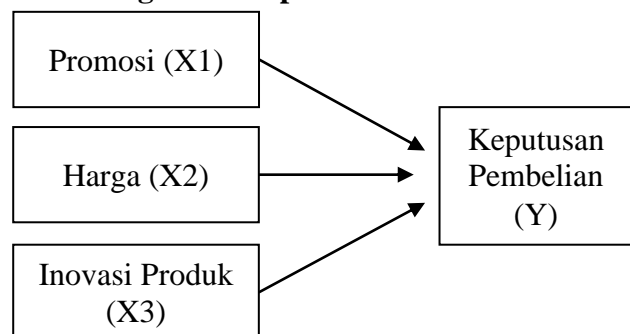 Promosi (X1)
Harga (X2)
Inovasi Produk
(X3)
Keputusan
Pembelian
(Y)